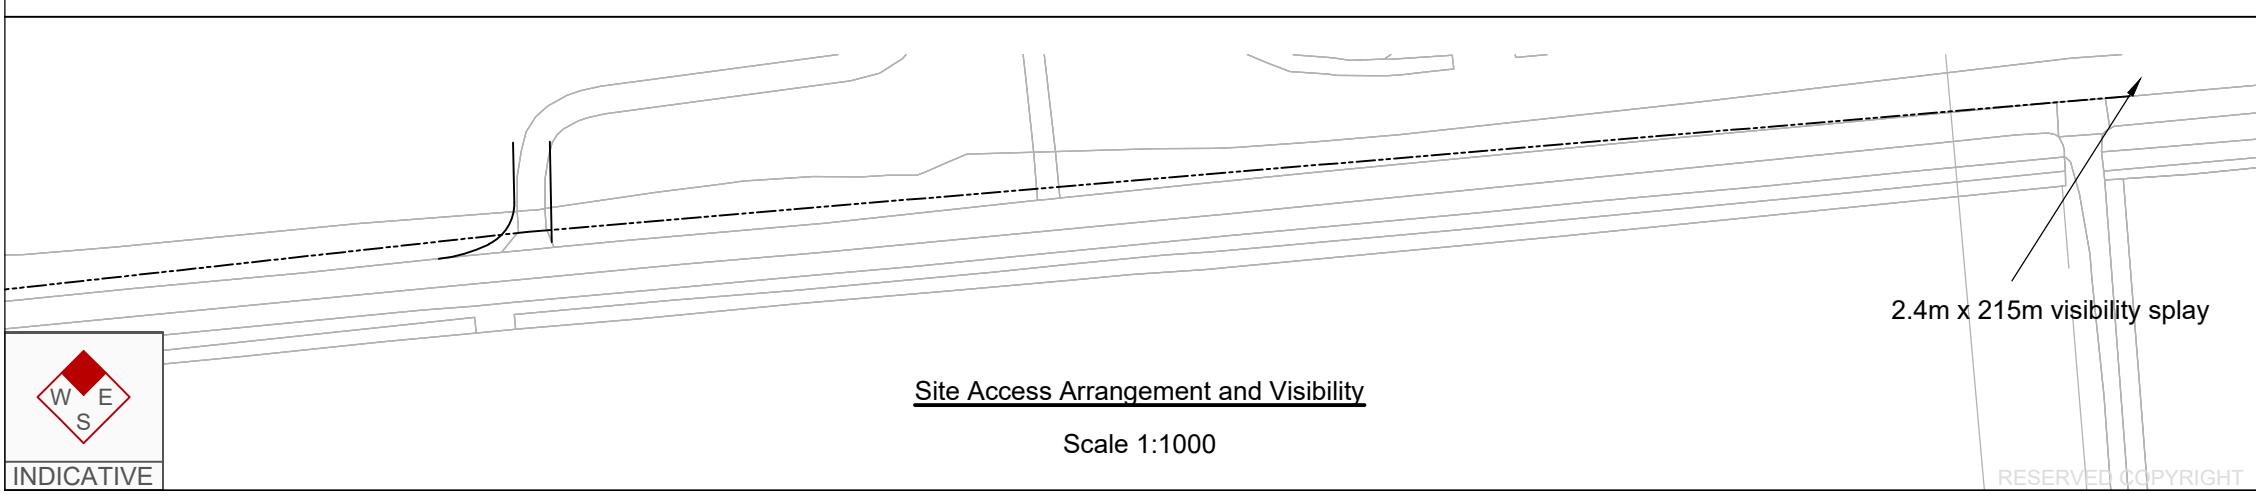 2.4m x 215m visibility splay
Site Access Arrangement and Visibility
Scale 1:1000
W E
S
INDICATIVE
RESERVED COPYRIGHT